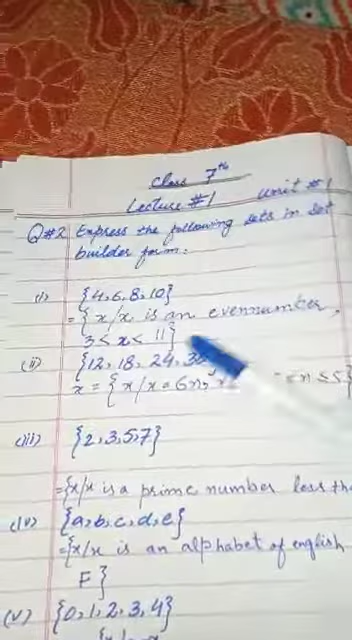 Class 7th
Lecture #1 Unit #1
Q#2 Express the following sets in set
builder form.
(i) {4,6,8,10}
= {x/x is an even number,
3 < x < 11}
(ii) {12, 18, 24,
x = {x/x = 6n, n ≤ 5}
(iii) {2,3,5,7}
= {x/x is a prime number less
(iv) {a,b,c,d,e}
= {x/x is an alphabet of english
F}
(v) {0,1,2,3,4}